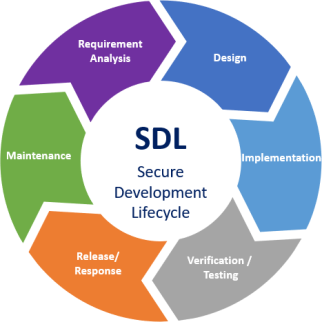 Requirement
Analysis
Design
Implementation
Verification /
Testing
Release/
Response
Maintenance
SDL
Secure
Development
Lifecycle